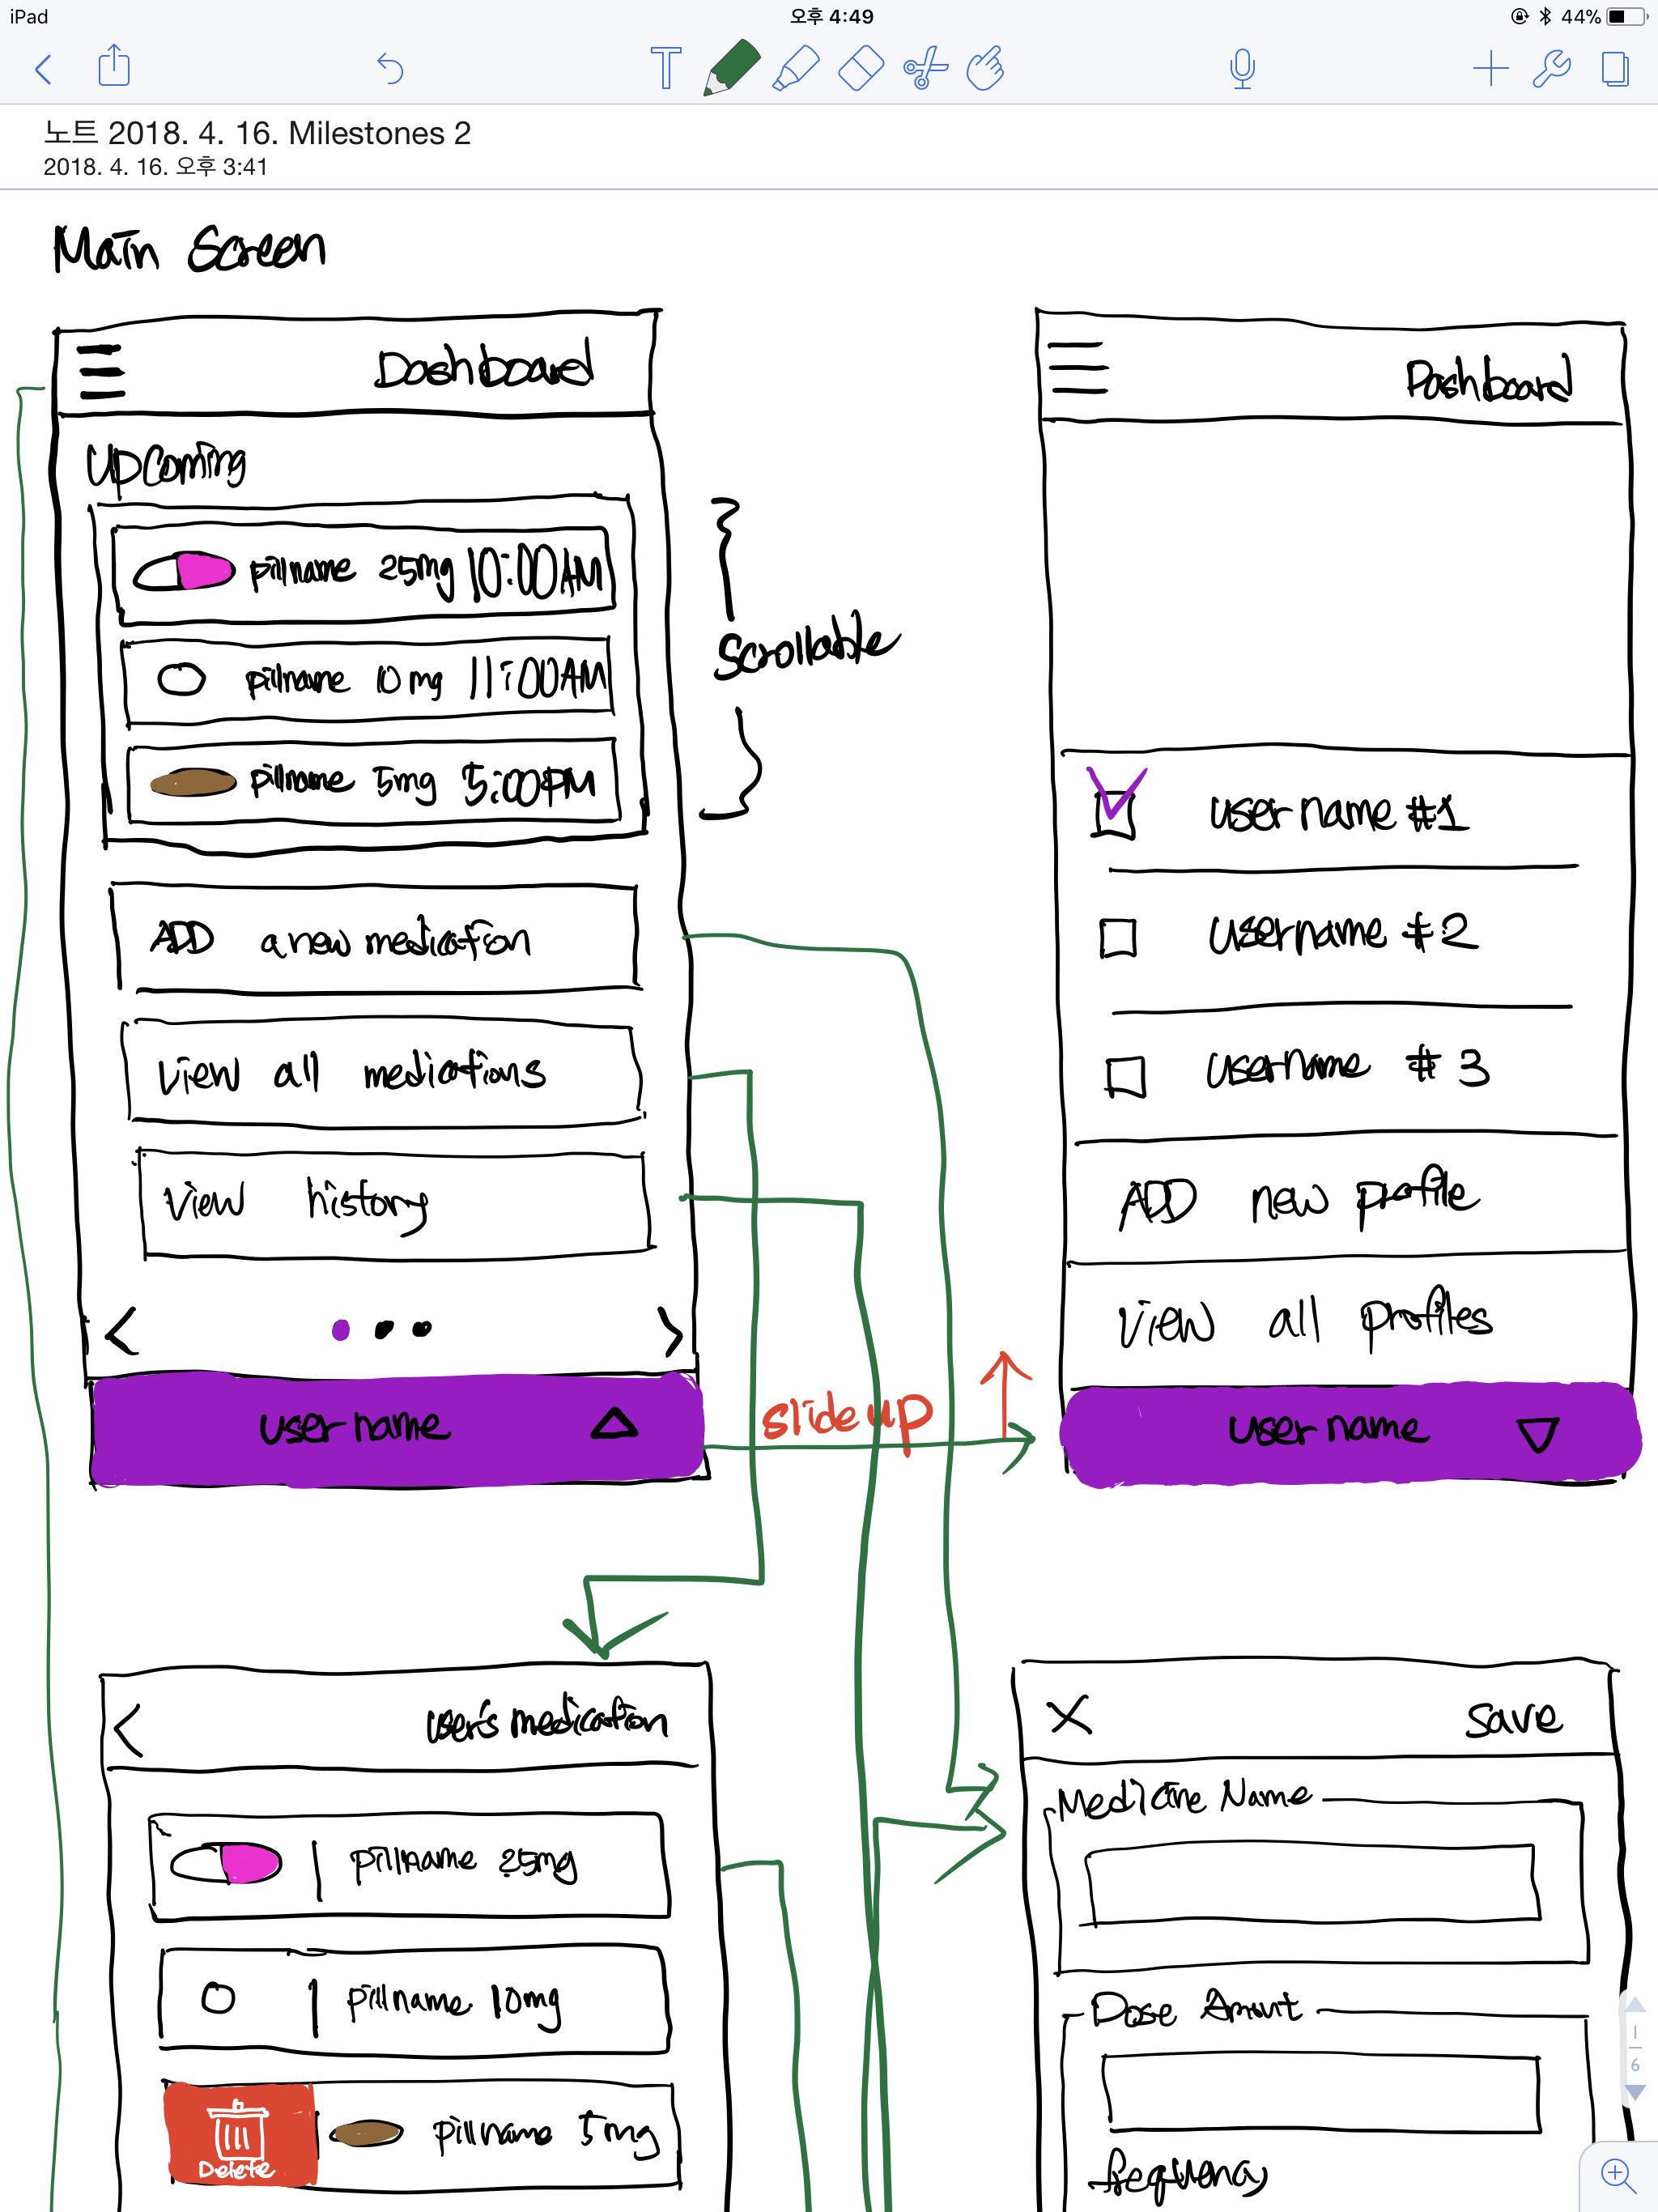 iPad
오후 4:49
44%
노트 2018. 4. 16. Milestones 2
2018. 4. 16. 오후 3:41
Main Screen
Dashboard
Upcoming
pillname 25mg 10:00AM
pillname 10mg 11:00AM
pillname 5mg 5:00PM
Scrollable
ADD a new medication
View all medications
View history
user name
slide up
Dashboard
user name #1
username #2
username #3
ADD new profile
View all profiles
user name
user's medication
pillname 25mg
pillname 10mg
Delete
pillname 5mg
Save
Medicine Name
Dose Amunt
frequency
1
6